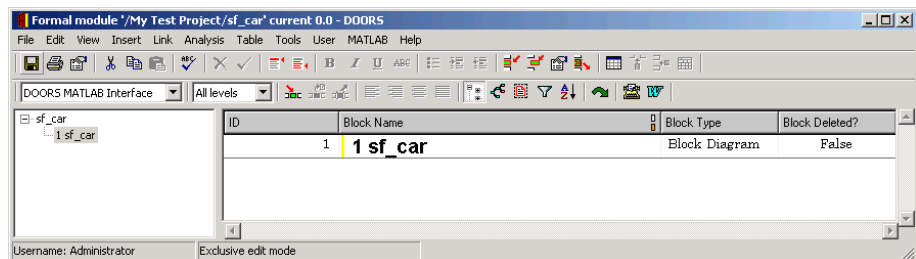 Formal module '/My Test Project/sf_car' current 0.0 - DOORS
File Edit View Insert Link Analysis Table Tools User MATLAB Help
DOORS MATLAB Interface All levels
sf_car
1 sf_car
ID Block Name Block Type Block Deleted?
1 1 sf_car Block Diagram False
Username: Administrator Exclusive edit mode